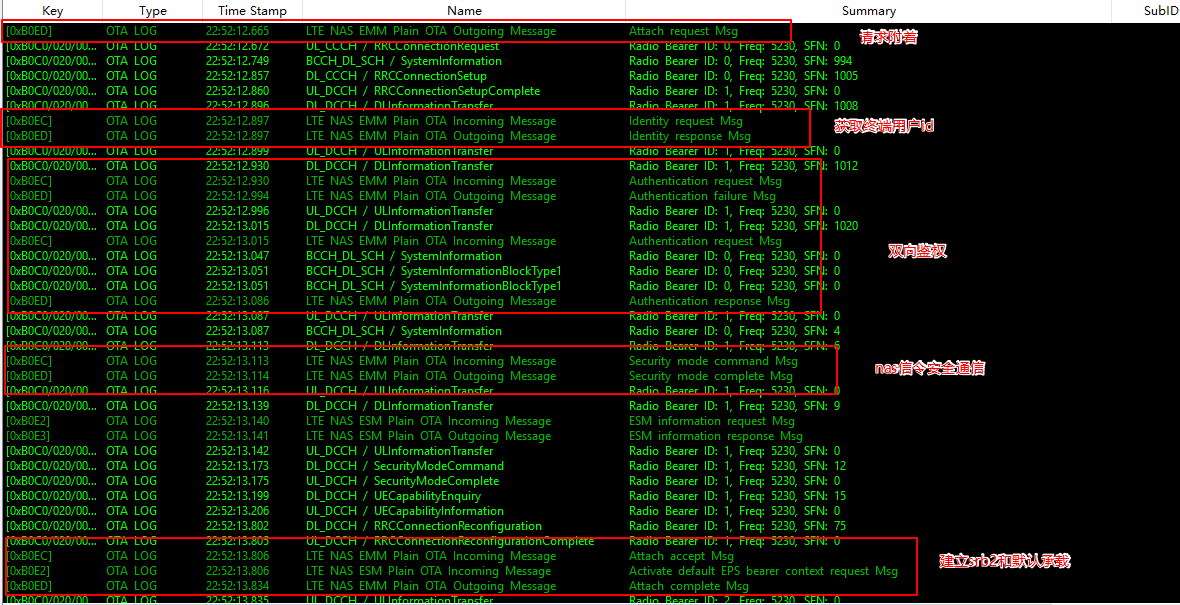 Key Type Time Stamp Name Summary SubID
[0xB0ED] OTA LOG 22:52:12.665 LTE NAS EMM Plain OTA Outgoing Message Attach request Msg
请求附着
[0xB0C0/020/00... OTA LOG 22:52:12.672 UL_CCCH / RRCConnectionRequest Radio Bearer ID: 0, Freq: 5230, SFN: 0
[0xB0C0/020/00... OTA LOG 22:52:12.749 BCCH_DL_SCH / SystemInformation Radio Bearer ID: 0, Freq: 5230, SFN: 994
[0xB0C0/020/00... OTA LOG 22:52:12.857 DL_CCCH / RRCConnectionSetup Radio Bearer ID: 0, Freq: 5230, SFN: 1005
[0xB0C0/020/00... OTA LOG 22:52:12.860 UL_DCCH / RRCConnectionSetupComplete Radio Bearer ID: 1, Freq: 5230, SFN: 0
[0xB0C0/020/00... OTA LOG 22:52:12.896 DL_DCCH / DLInformationTransfer Radio Bearer ID: 1, Freq: 5230, SFN: 1008
[0xB0EC] OTA LOG 22:52:12.897 LTE NAS EMM Plain OTA Incoming Message Identity request Msg
获取终端用户id
[0xB0ED] OTA LOG 22:52:12.897 LTE NAS EMM Plain OTA Outgoing Message Identity response Msg
[0xB0C0/020/00... OTA LOG 22:52:12.899 UL_DCCH / ULInformationTransfer Radio Bearer ID: 1, Freq: 5230, SFN: 0
[0xB0C0/020/00... OTA LOG 22:52:12.930 DL_DCCH / DLInformationTransfer Radio Bearer ID: 1, Freq: 5230, SFN: 1012
[0xB0EC] OTA LOG 22:52:12.930 LTE NAS EMM Plain OTA Incoming Message Authentication request Msg
[0xB0ED] OTA LOG 22:52:12.994 LTE NAS EMM Plain OTA Outgoing Message Authentication failure Msg
[0xB0C0/020/00... OTA LOG 22:52:12.996 UL_DCCH / ULInformationTransfer Radio Bearer ID: 1, Freq: 5230, SFN: 0
[0xB0C0/020/00... OTA LOG 22:52:13.015 DL_DCCH / DLInformationTransfer Radio Bearer ID: 1, Freq: 5230, SFN: 1020
[0xB0EC] OTA LOG 22:52:13.015 LTE NAS EMM Plain OTA Incoming Message Authentication request Msg
双向鉴权
[0xB0C0/020/00... OTA LOG 22:52:13.047 BCCH_DL_SCH / SystemInformation Radio Bearer ID: 0, Freq: 5230, SFN: 0
[0xB0C0/020/00... OTA LOG 22:52:13.051 BCCH_DL_SCH / SystemInformationBlockType1 Radio Bearer ID: 0, Freq: 5230, SFN: 0
[0xB0C0/020/00... OTA LOG 22:52:13.051 BCCH_DL_SCH / SystemInformationBlockType1 Radio Bearer ID: 0, Freq: 5230, SFN: 0
[0xB0ED] OTA LOG 22:52:13.086 LTE NAS EMM Plain OTA Outgoing Message Authentication response Msg
[0xB0C0/020/00... OTA LOG 22:52:13.087 UL_DCCH / ULInformationTransfer Radio Bearer ID: 1, Freq: 5230, SFN: 0
[0xB0C0/020/00... OTA LOG 22:52:13.087 BCCH_DL_SCH / SystemInformation Radio Bearer ID: 0, Freq: 5230, SFN: 4
[0xB0C0/020/00... OTA LOG 22:52:13.113 DL_DCCH / DLInformationTransfer Radio Bearer ID: 1, Freq: 5230, SFN: 6
[0xB0EC] OTA LOG 22:52:13.113 LTE NAS EMM Plain OTA Incoming Message Security mode command Msg
nas信令安全通信
[0xB0ED] OTA LOG 22:52:13.114 LTE NAS EMM Plain OTA Outgoing Message Security mode complete Msg
[0xB0C0/020/00... OTA LOG 22:52:13.116 UL_DCCH / ULInformationTransfer Radio Bearer ID: 1, Freq: 5230, SFN: 0
[0xB0C0/020/00... OTA LOG 22:52:13.139 DL_DCCH / DLInformationTransfer Radio Bearer ID: 1, Freq: 5230, SFN: 9
[0xB0E2] OTA LOG 22:52:13.140 LTE NAS ESM Plain OTA Incoming Message ESM information request Msg
[0xB0E3] OTA LOG 22:52:13.141 LTE NAS ESM Plain OTA Outgoing Message ESM information response Msg
[0xB0C0/020/00... OTA LOG 22:52:13.142 UL_DCCH / ULInformationTransfer Radio Bearer ID: 1, Freq: 5230, SFN: 0
[0xB0C0/020/00... OTA LOG 22:52:13.173 DL_DCCH / SecurityModeCommand Radio Bearer ID: 1, Freq: 5230, SFN: 12
[0xB0C0/020/00... OTA LOG 22:52:13.175 UL_DCCH / SecurityModeComplete Radio Bearer ID: 1, Freq: 5230, SFN: 0
[0xB0C0/020/00... OTA LOG 22:52:13.199 DL_DCCH / UECapabilityEnquiry Radio Bearer ID: 1, Freq: 5230, SFN: 15
[0xB0C0/020/00... OTA LOG 22:52:13.206 UL_DCCH / UECapabilityInformation Radio Bearer ID: 1, Freq: 5230, SFN: 0
[0xB0C0/020/00... OTA LOG 22:52:13.802 DL_DCCH / RRCConnectionReconfiguration Radio Bearer ID: 1, Freq: 5230, SFN: 75
[0xB0C0/020/00... OTA LOG 22:52:13.805 UL_DCCH / RRCConnectionReconfigurationComplete Radio Bearer ID: 1, Freq: 5230, SFN: 0
[0xB0EC] OTA LOG 22:52:13.806 LTE NAS EMM Plain OTA Incoming Message Attach accept Msg
建立srb2和默认承载
[0xB0E2] OTA LOG 22:52:13.806 LTE NAS ESM Plain OTA Incoming Message Activate default EPS bearer context request Msg
[0xB0ED] OTA LOG 22:52:13.834 LTE NAS EMM Plain OTA Outgoing Message Attach complete Msg
[0xB0C0/020/00... OTA LOG 22:52:13.835 UL_DCCH / ULInformationTransfer Radio Bearer ID: 2, Freq: 5230, SFN: 0